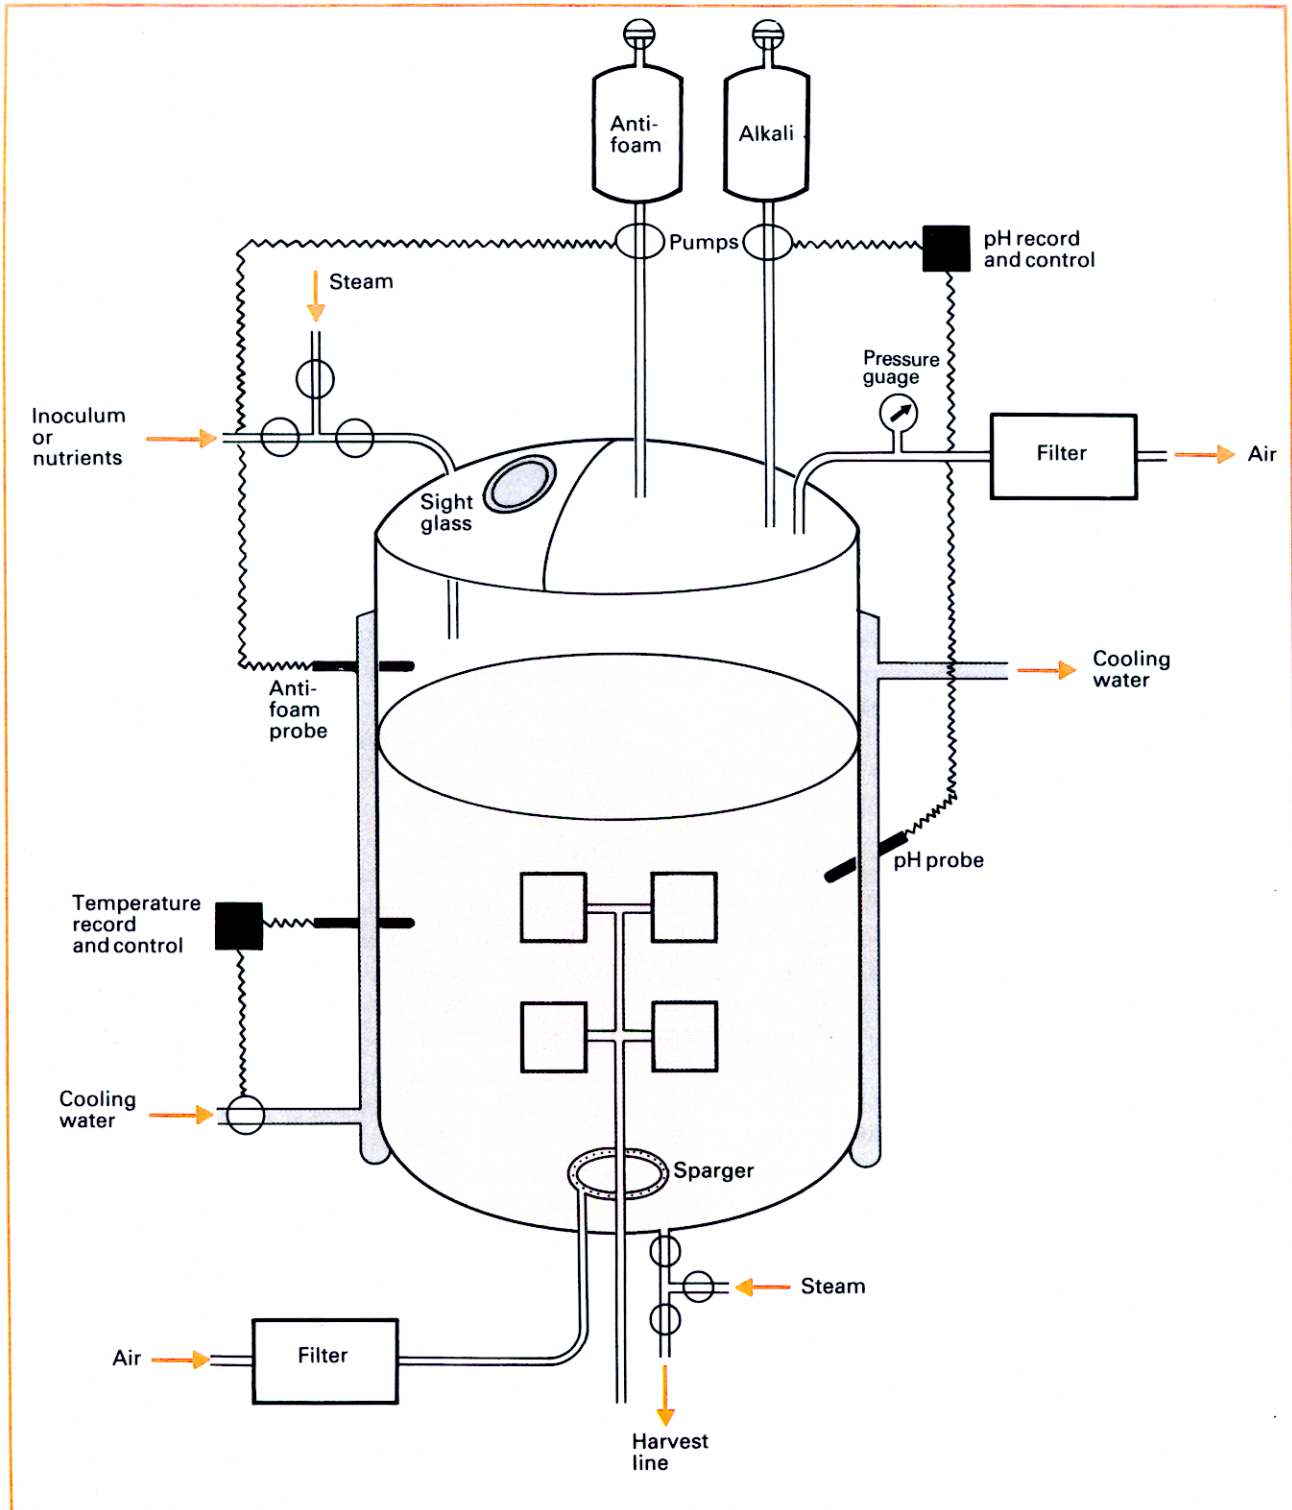 Anti-
foam
Alkali
Pumps
pH record
and control
Steam
Pressure
guage
Inoculum
or
nutrients
Filter
Air
Sight
glass
Cooling
water
Anti-
foam
probe
pH probe
Temperature
record
and control
Cooling
water
Sparger
Steam
Air
Filter
Harvest
line